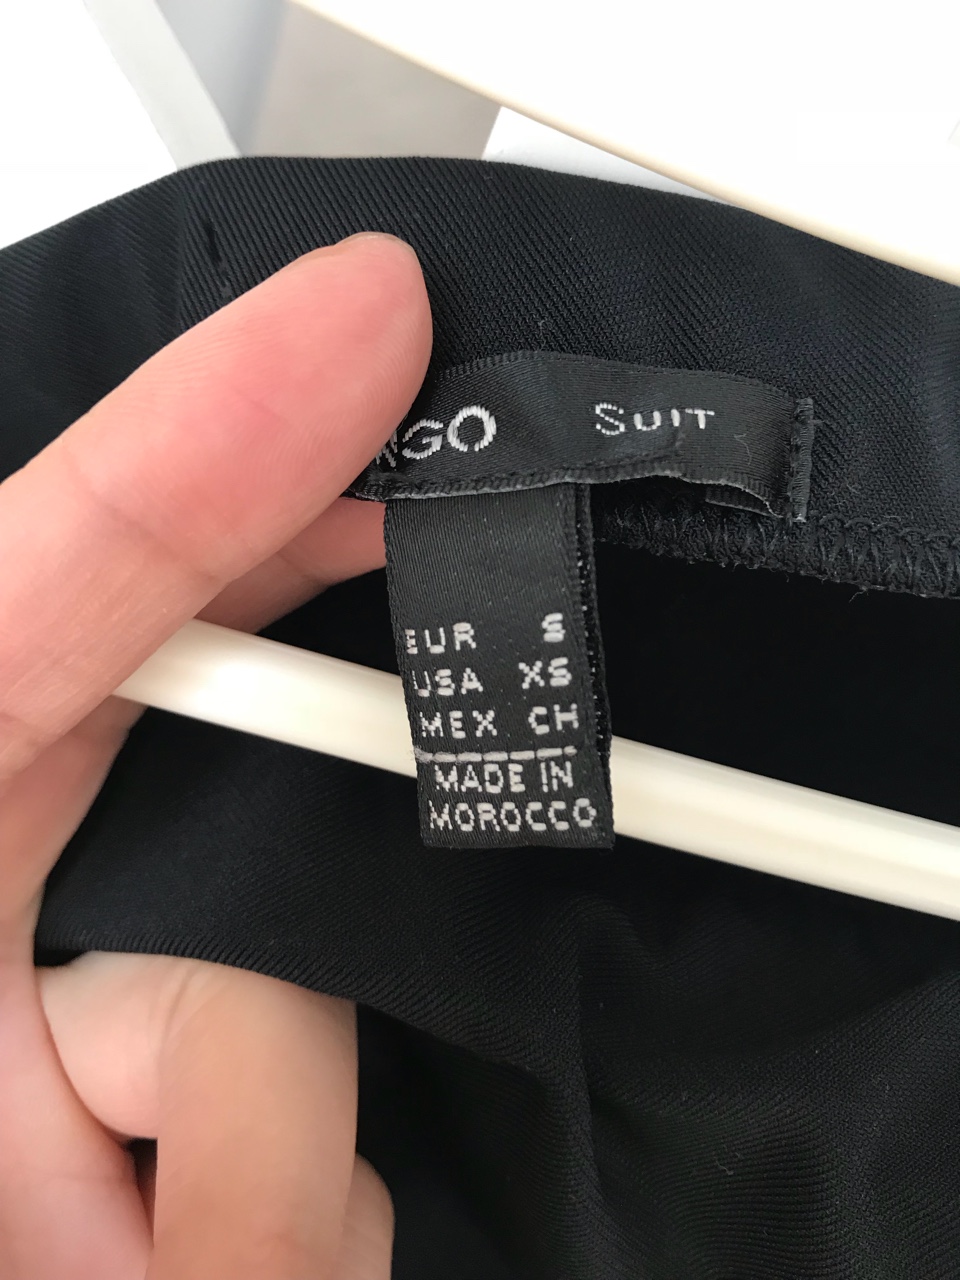 NGO SUIT
EUR S
USA XS
MEX CH
MADE IN
MOROCCO